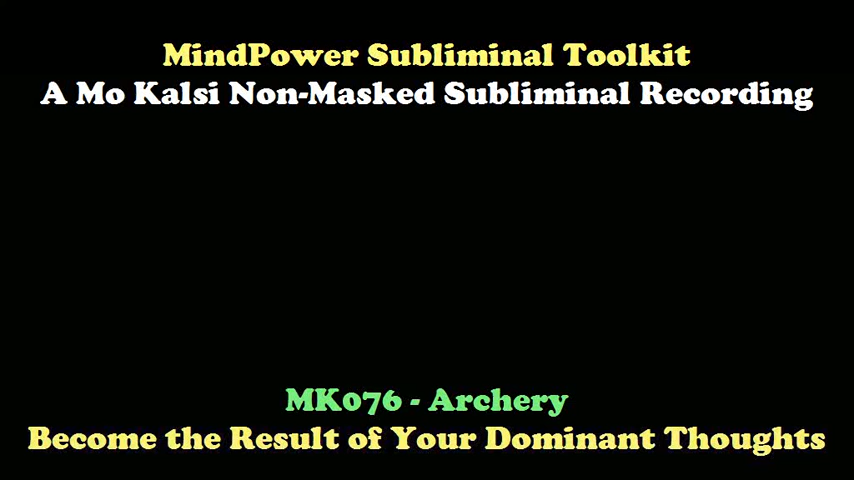 MindPower Subliminal Toolkit
A Mo Kalsi Non-Masked Subliminal Recording
MK076 - Archery
Become the Result of Your Dominant Thoughts